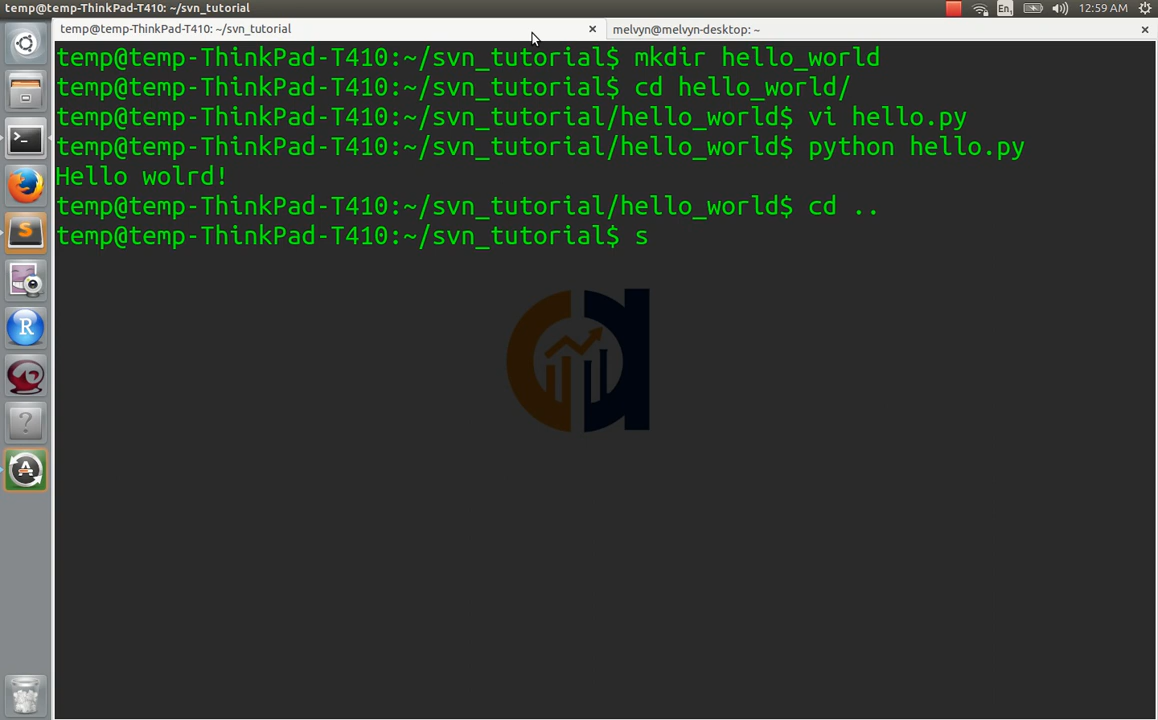 temp@temp-ThinkPad-T410: ~/svn_tutorial
En1
12:59 AM
temp@temp-ThinkPad-T410: ~/svn_tutorial
melvyn@melvyn-desktop: ~
temp@temp-ThinkPad-T410:~/svn_tutorial$ mkdir hello_world
temp@temp-ThinkPad-T410:~/svn_tutorial$ cd hello_world/
temp@temp-ThinkPad-T410:~/svn_tutorial/hello_world$ vi hello.py
temp@temp-ThinkPad-T410:~/svn_tutorial/hello_world$ python hello.py
Hello wolrd!
temp@temp-ThinkPad-T410:~/svn_tutorial/hello_world$ cd ..
temp@temp-ThinkPad-T410:~/svn_tutorial$ s